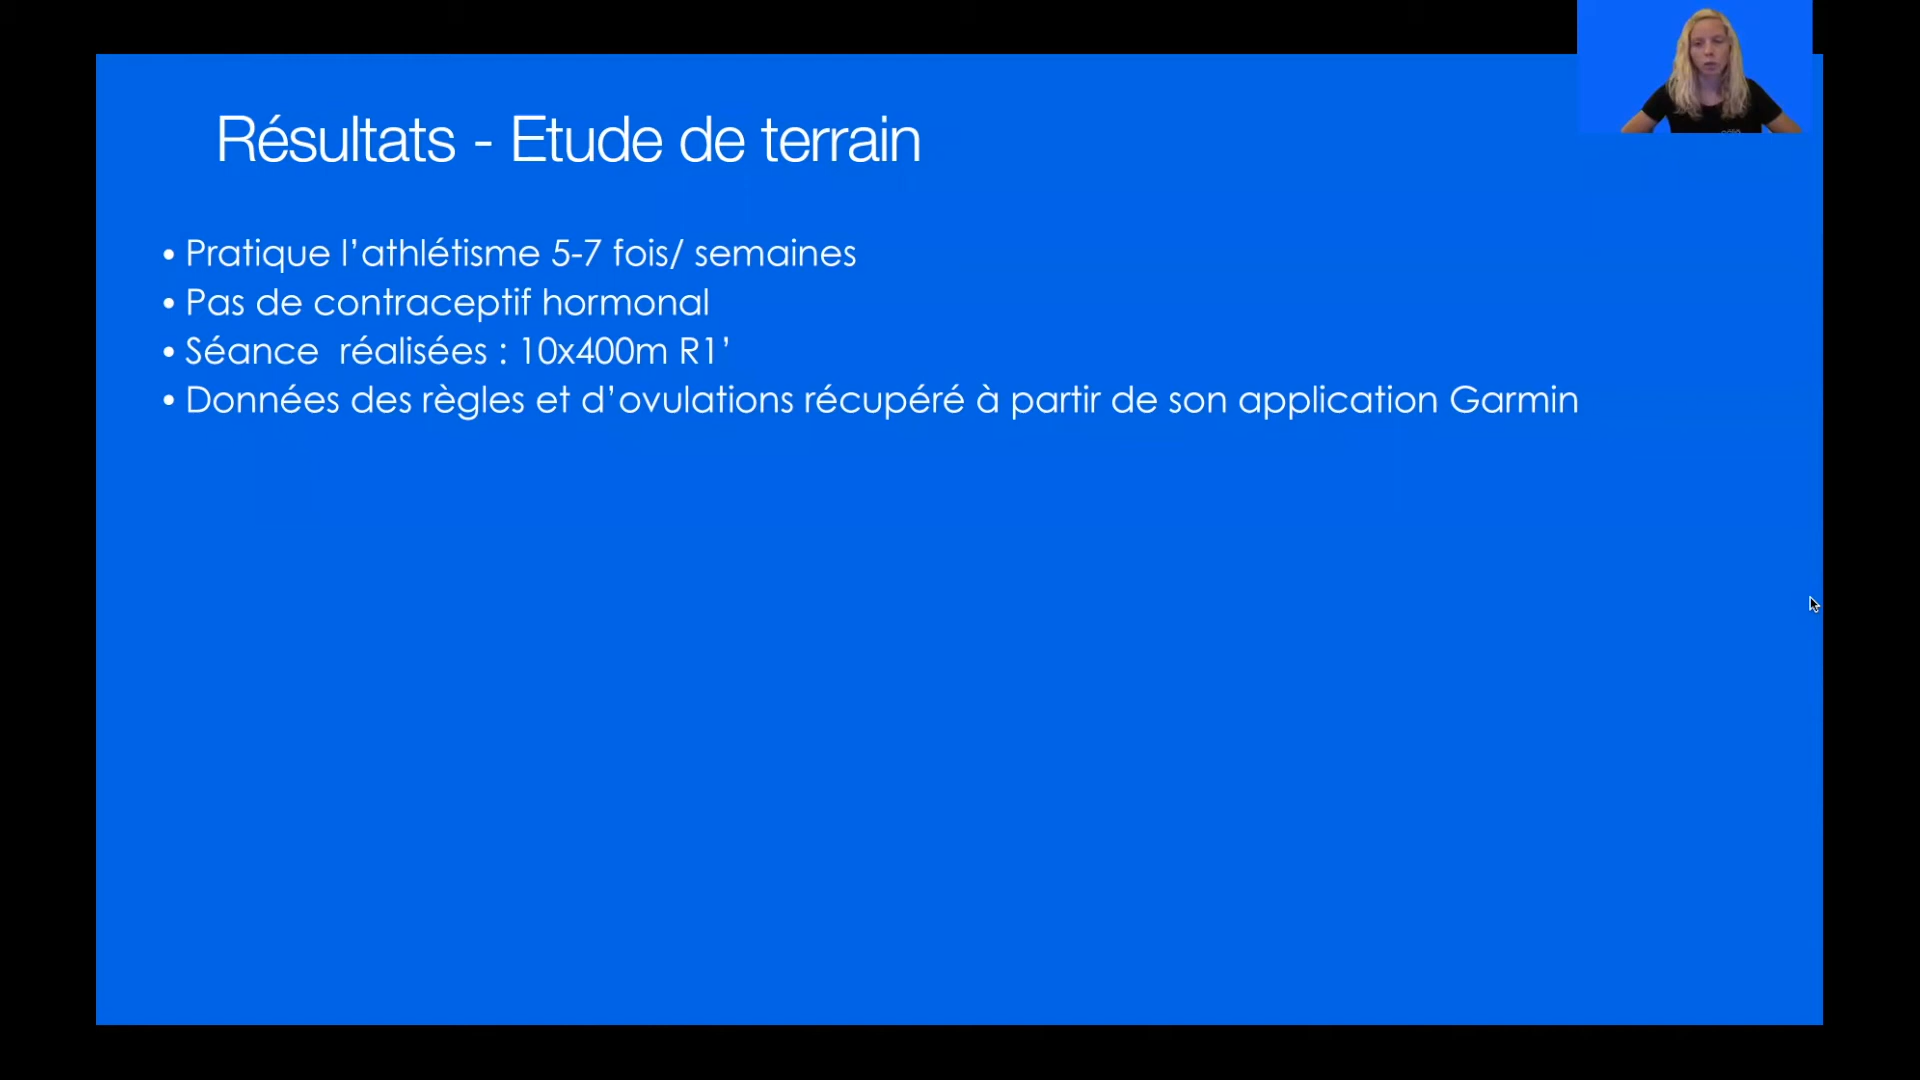 Résultats - Etude de terrain
• Pratique l’athlétisme 5-7 fois/ semaines
• Pas de contraceptif hormonal
• Séance  réalisées : 10x400m R1’
• Données des règles et d’ovulations récupéré à partir de son application Garmin